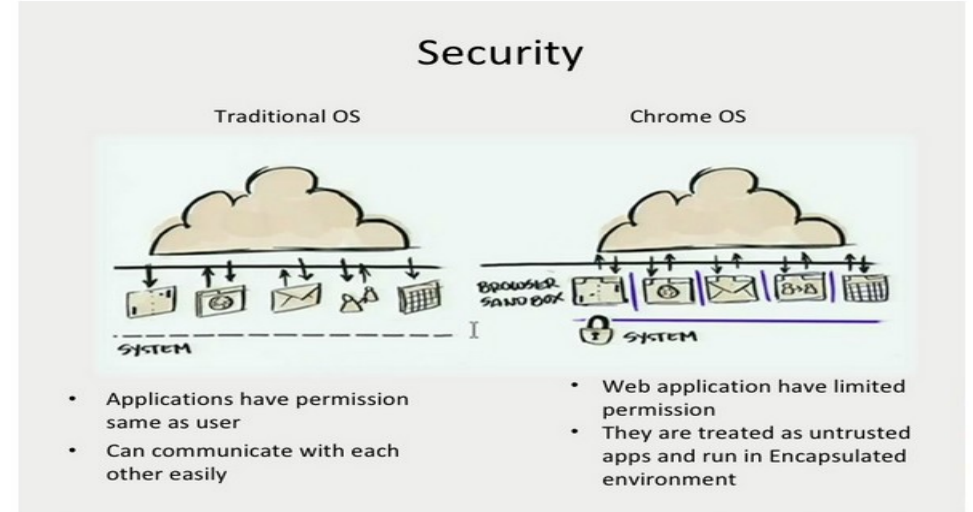 Security
Traditional OS
Chrome OS
BROWSER
SANDBOX
SYSTEM
SYSTEM
• Applications have permission
same as user
• Can communicate with each
other easily
• Web application have limited
permission
• They are treated as untrusted
apps and run in Encapsulated
environment